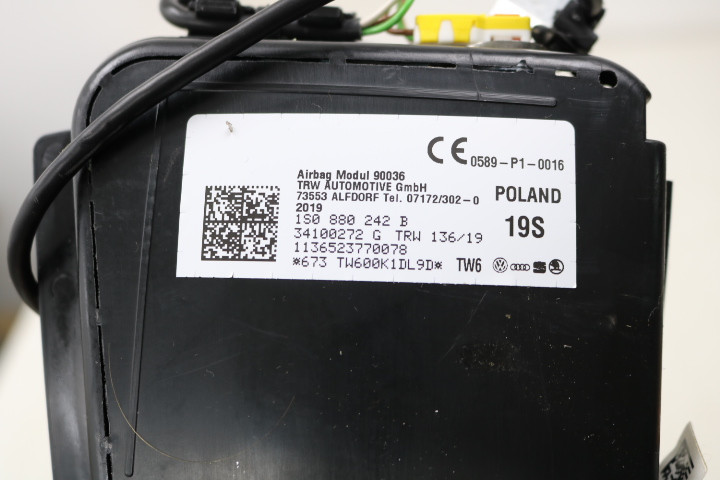 CE 0589-P1-0016
Airbag Modul 90036
TRW AUTOMOTIVE GmbH
73553 ALFDORF Tel. 07172/302-0
2019
POLAND
1S0 880 242 B
19S
34100272 G TRW 136/19
1136523770078
*673 TW600K1DL9D* TW6